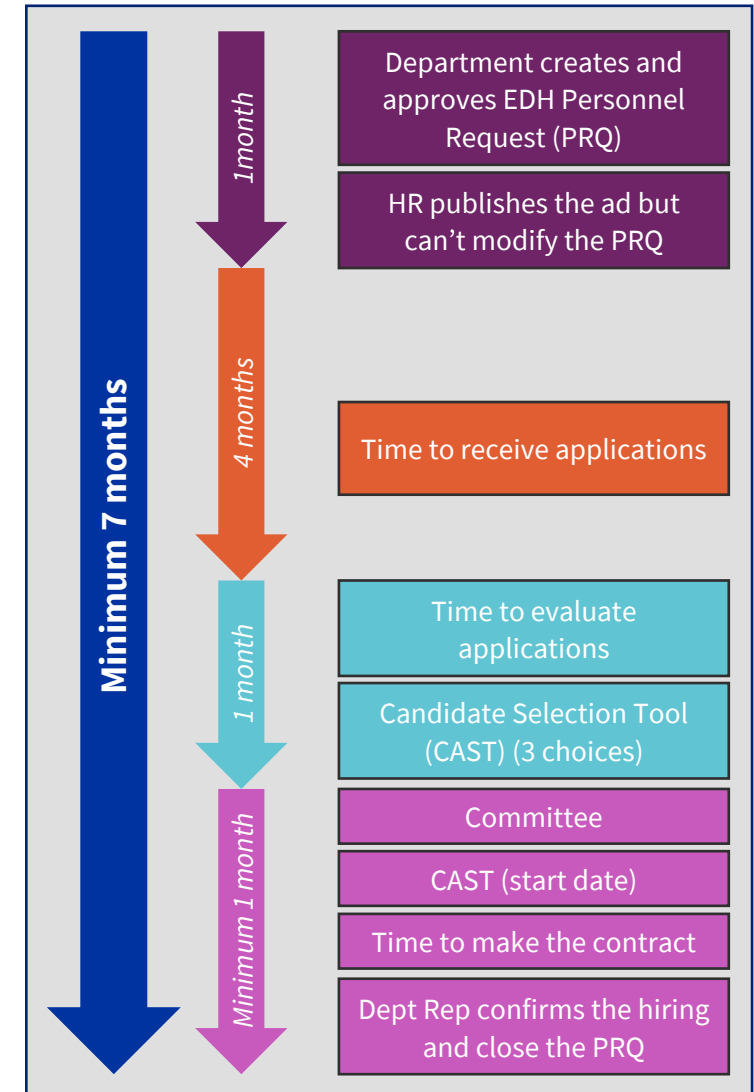 Minimum 7 months
1month
Department creates and
approves EDH Personnel
Request (PRQ)
HR publishes the ad but
can’t modify the PRQ
4 months
Time to receive applications
1 month
Time to evaluate
applications
Candidate Selection Tool
(CAST) (3 choices)
Minimum 1 month
Committee
CAST (start date)
Time to make the contract
Dept Rep confirms the hiring
and close the PRQ